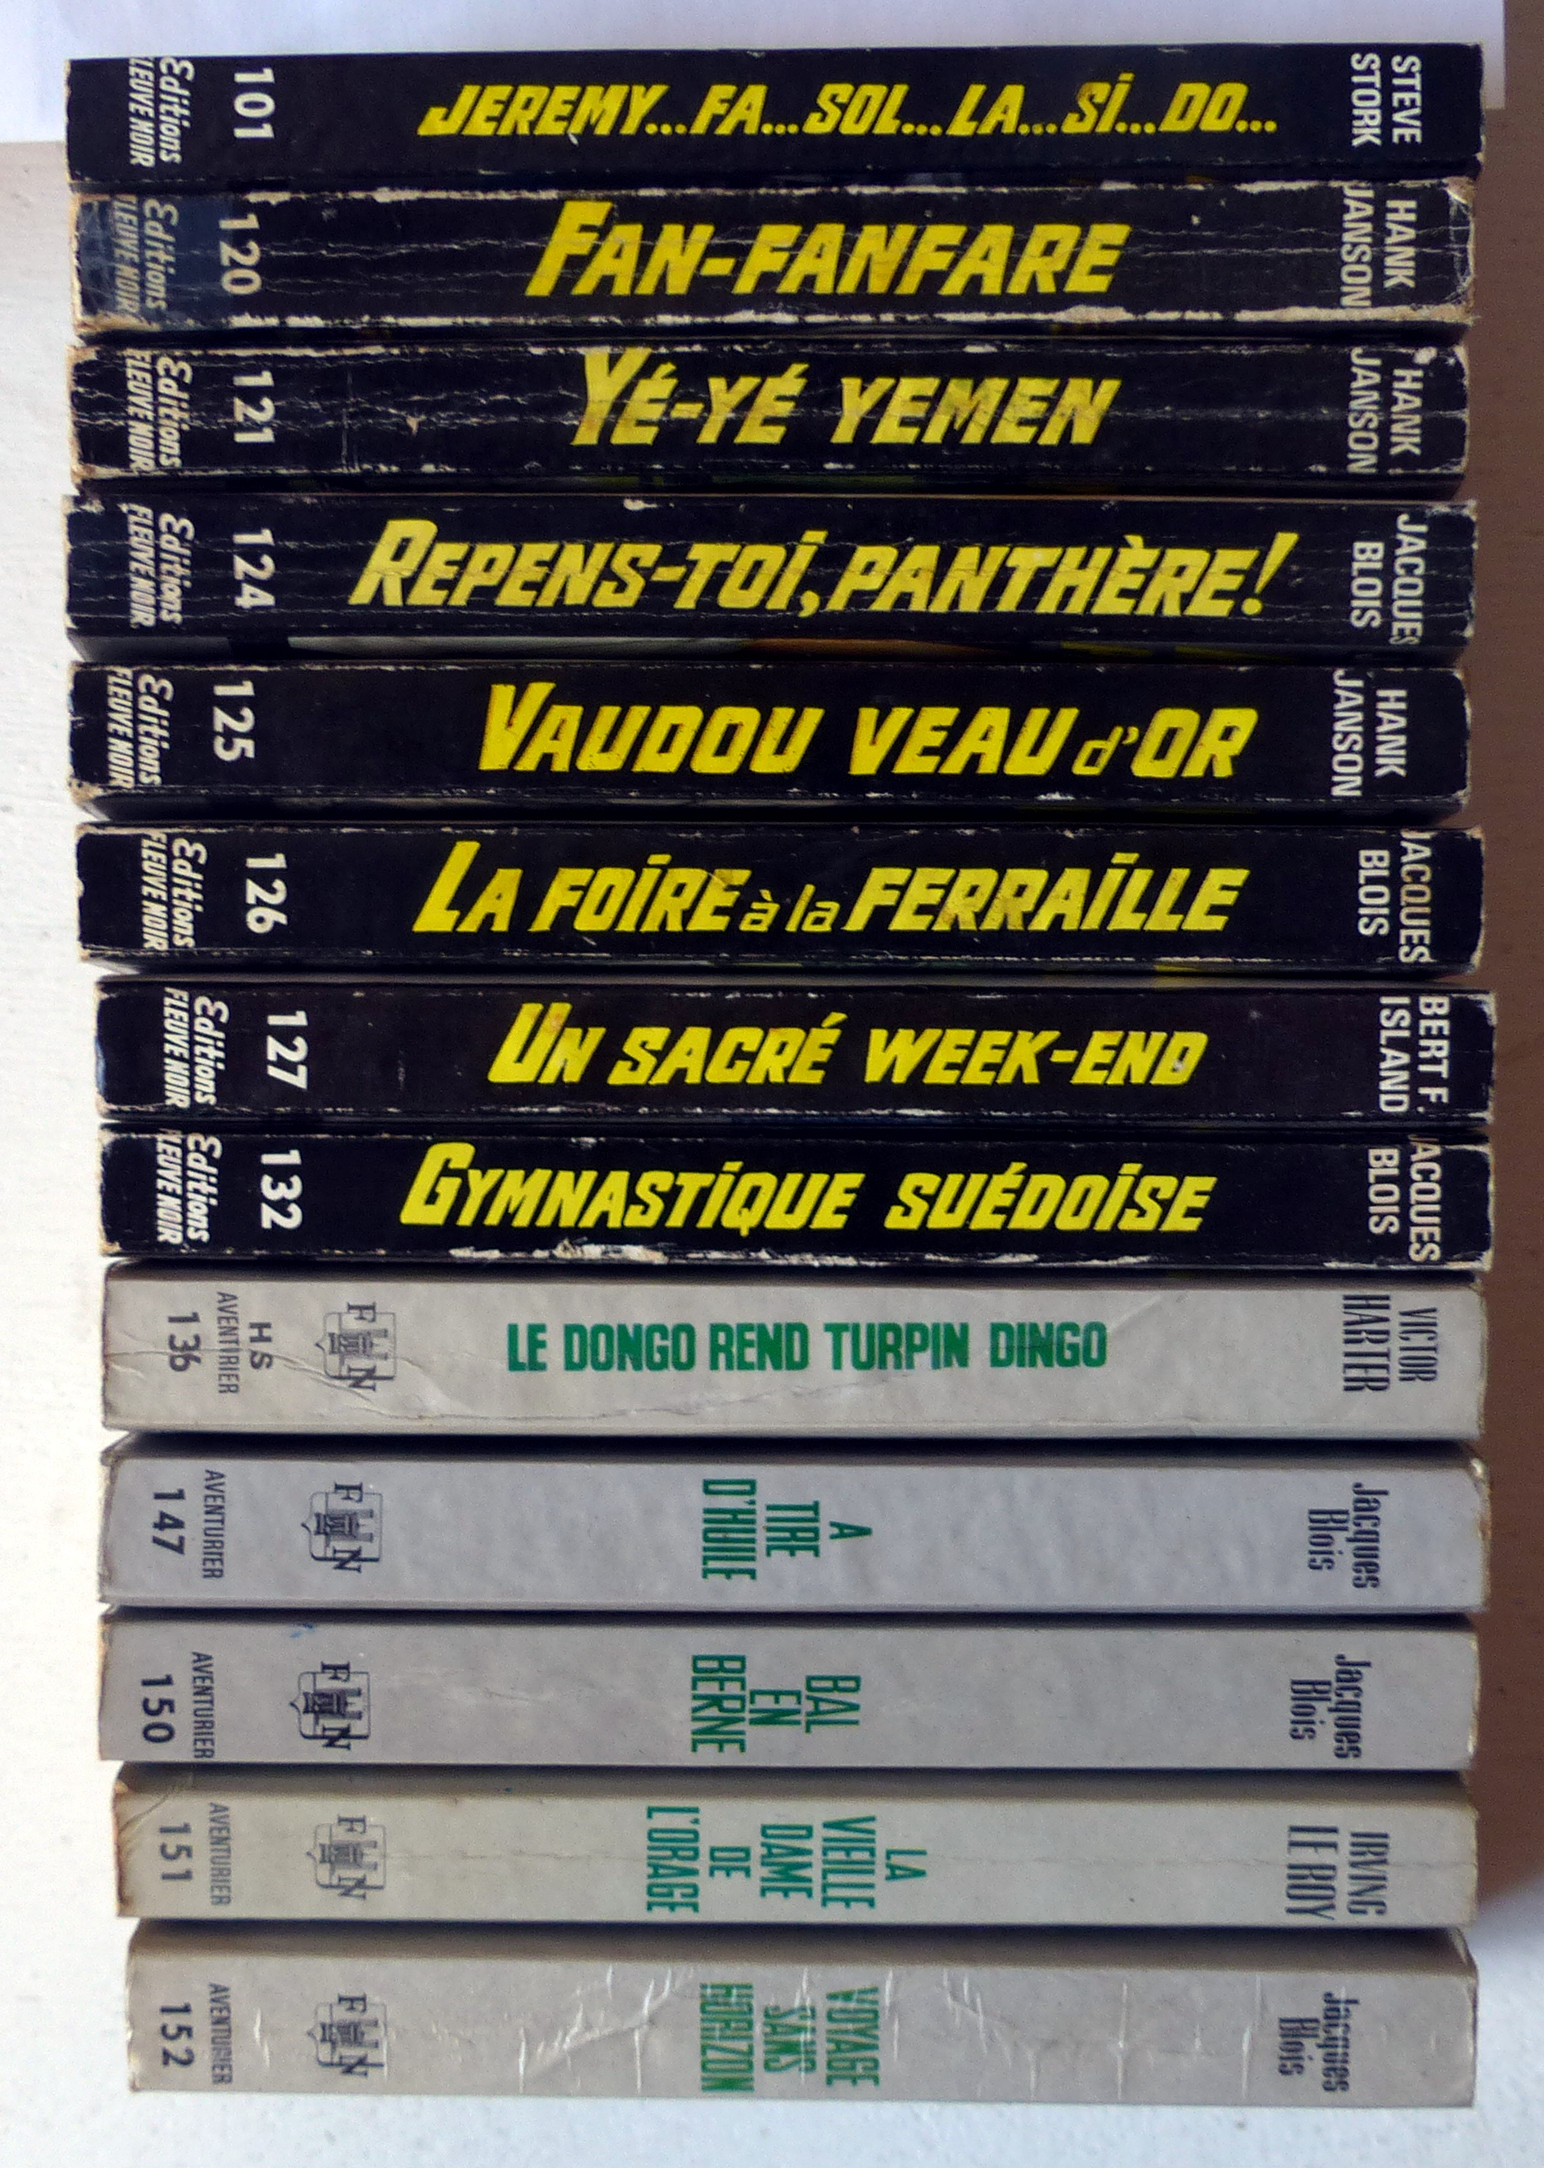 Editions
FLEUVE NOIR
101
JEREMY...FA...SOL...LA...Si...DO...
STEVE
STORK
Editions
FLEUVE NOIR
120
FAN-FANFARE
HANK
JANSON
Editions
FLEUVE NOIR
121
YÉ-YÉ YEMEN
HANK
JANSON
Editions
FLEUVE NOIR
124
REPENS-TOi, PANTHÈRE!
JACQUES
BLOIS
Editions
FLEUVE NOIR
125
VAUDOU VEAU d'OR
HANK
JANSON
Editions
FLEUVE NOIR
126
LA FOiRE à la FERRAiLLE
JACQUES
BLOIS
Editions
FLEUVE NOIR
127
UN SACRÉ WEEK-END
BERT F.
ISLAND
Editions
FLEUVE NOIR
132
GYMNASTiQUE SUÉDOiSE
JACQUES
BLOIS
H.S
AVENTURIER
136
F N
LE DONGO REND TURPIN DINGO
VICTOR
HARTER
AVENTURIER
147
F N
A
TIRE
D'HUILE
Jacques
Blois
AVENTURIER
150
F N
BAL
EN
BERNE
Jacques
Blois
AVENTURIER
151
F N
LA
VIEILLE
DAME
DE
L'ORAGE
IRVING
LE ROY
AVENTURIER
152
F N
VOYAGE
SANS
HORIZON
Jacques
Blois